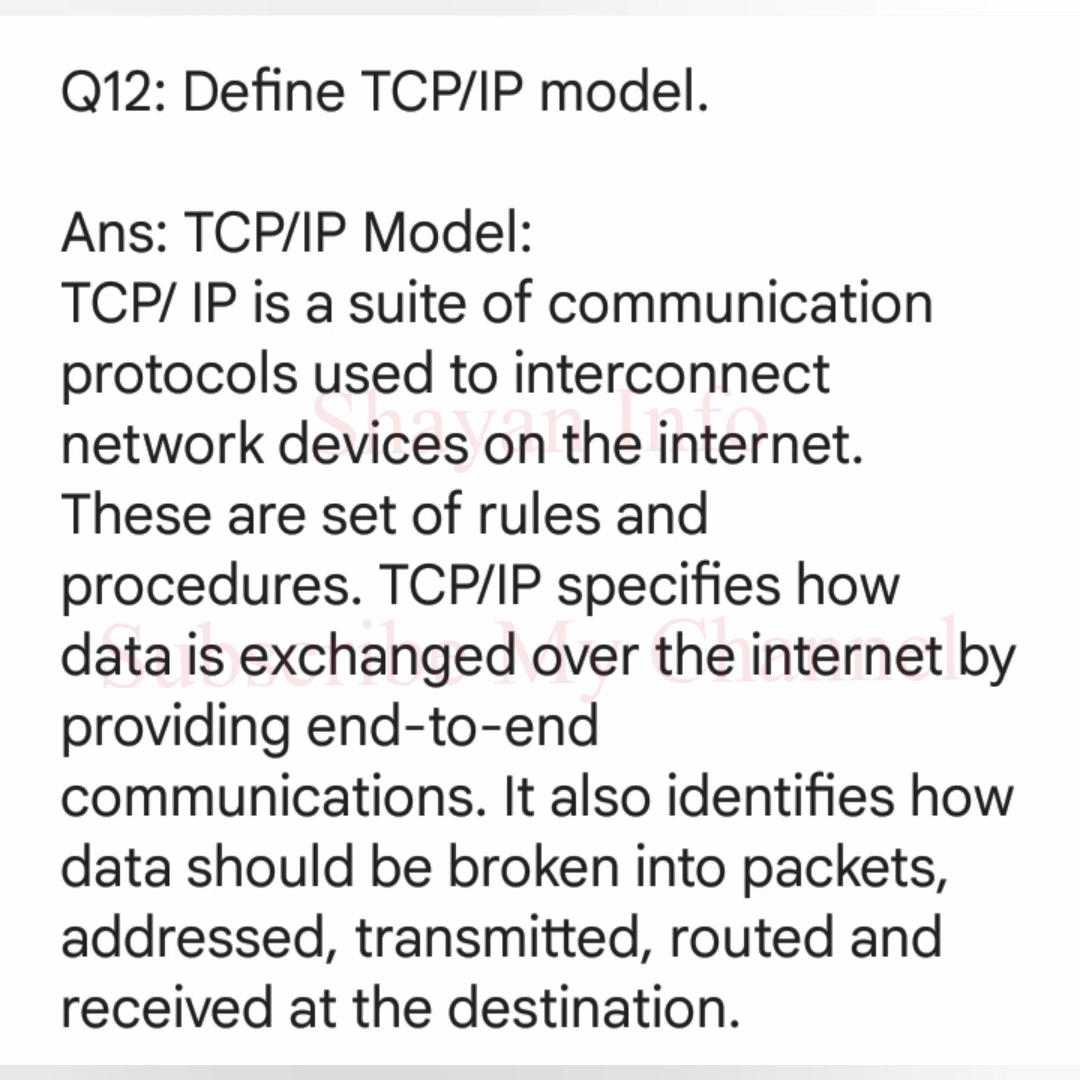 Q12: Define TCP/IP model.
Ans: TCP/IP Model:
TCP/ IP is a suite of communication
protocols used to interconnect
Shayan Info
network devices on the internet.
These are set of rules and
procedures. TCP/IP specifies how
Subscribe My Channel
data is exchanged over the internet by
providing end-to-end
communications. It also identifies how
data should be broken into packets,
addressed, transmitted, routed and
received at the destination.